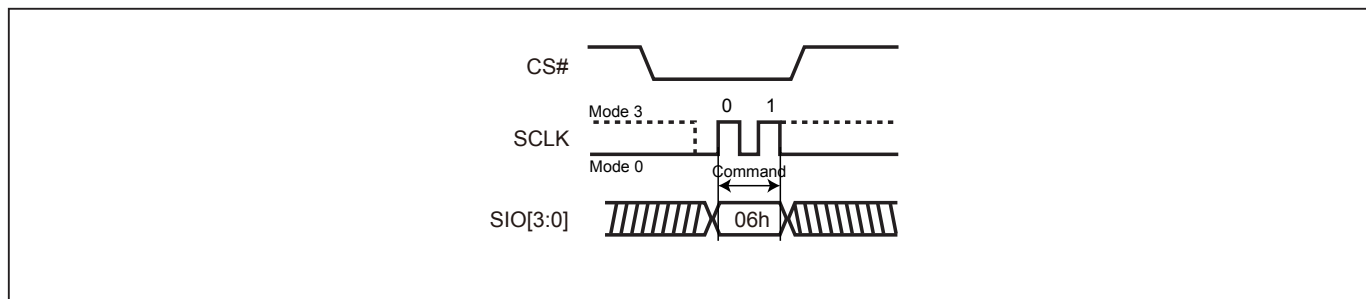 CS#
Mode 3
0 1
SCLK
Mode 0
Command
SIO[3:0]
06h